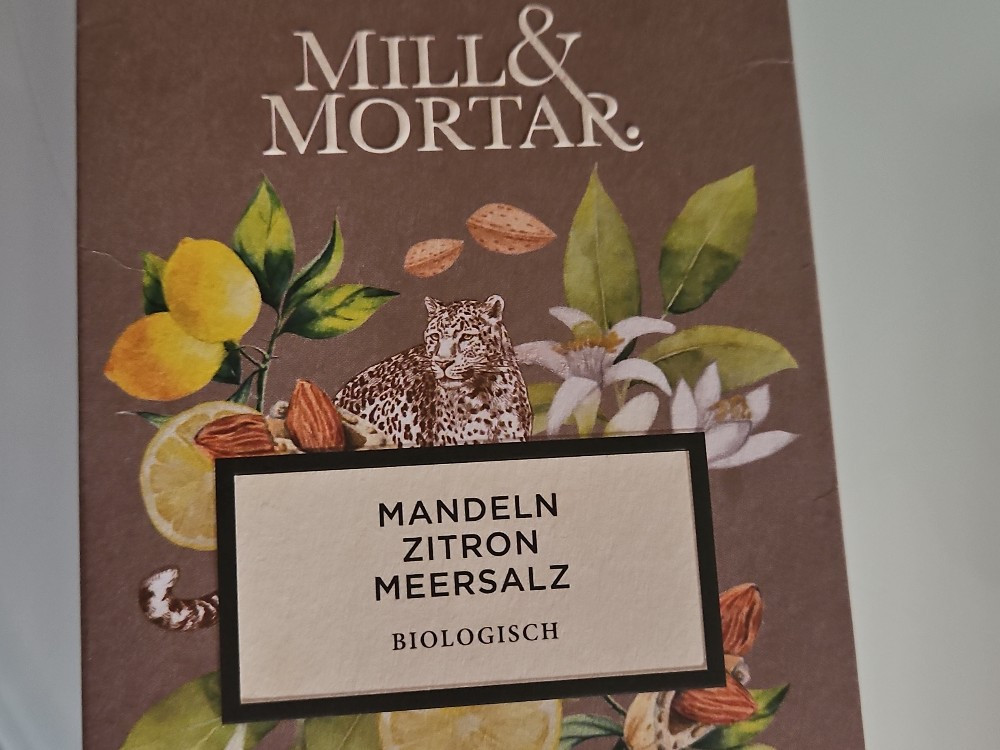 MILL&
MORTAR.
MANDELN
ZITRON
MEERSALZ
BIOLOGISCH